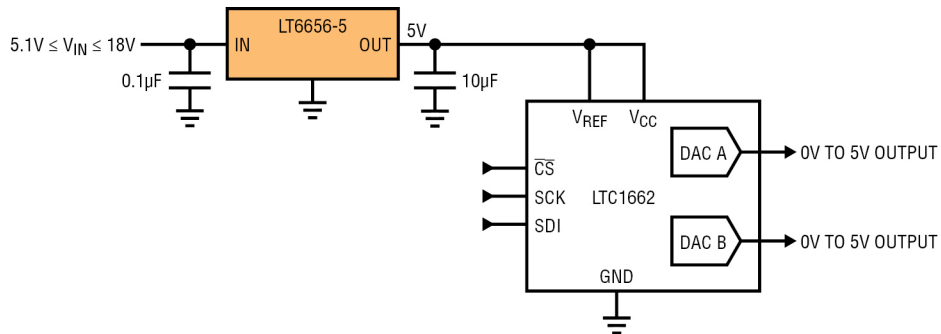 LT6656-5
5.1V ≤ VIN ≤ 18V
IN
OUT
5V
0.1µF
10µF
VREF
VCC
DAC A
0V TO 5V OUTPUT
CS
SCK
LTC1662
SDI
DAC B
0V TO 5V OUTPUT
GND